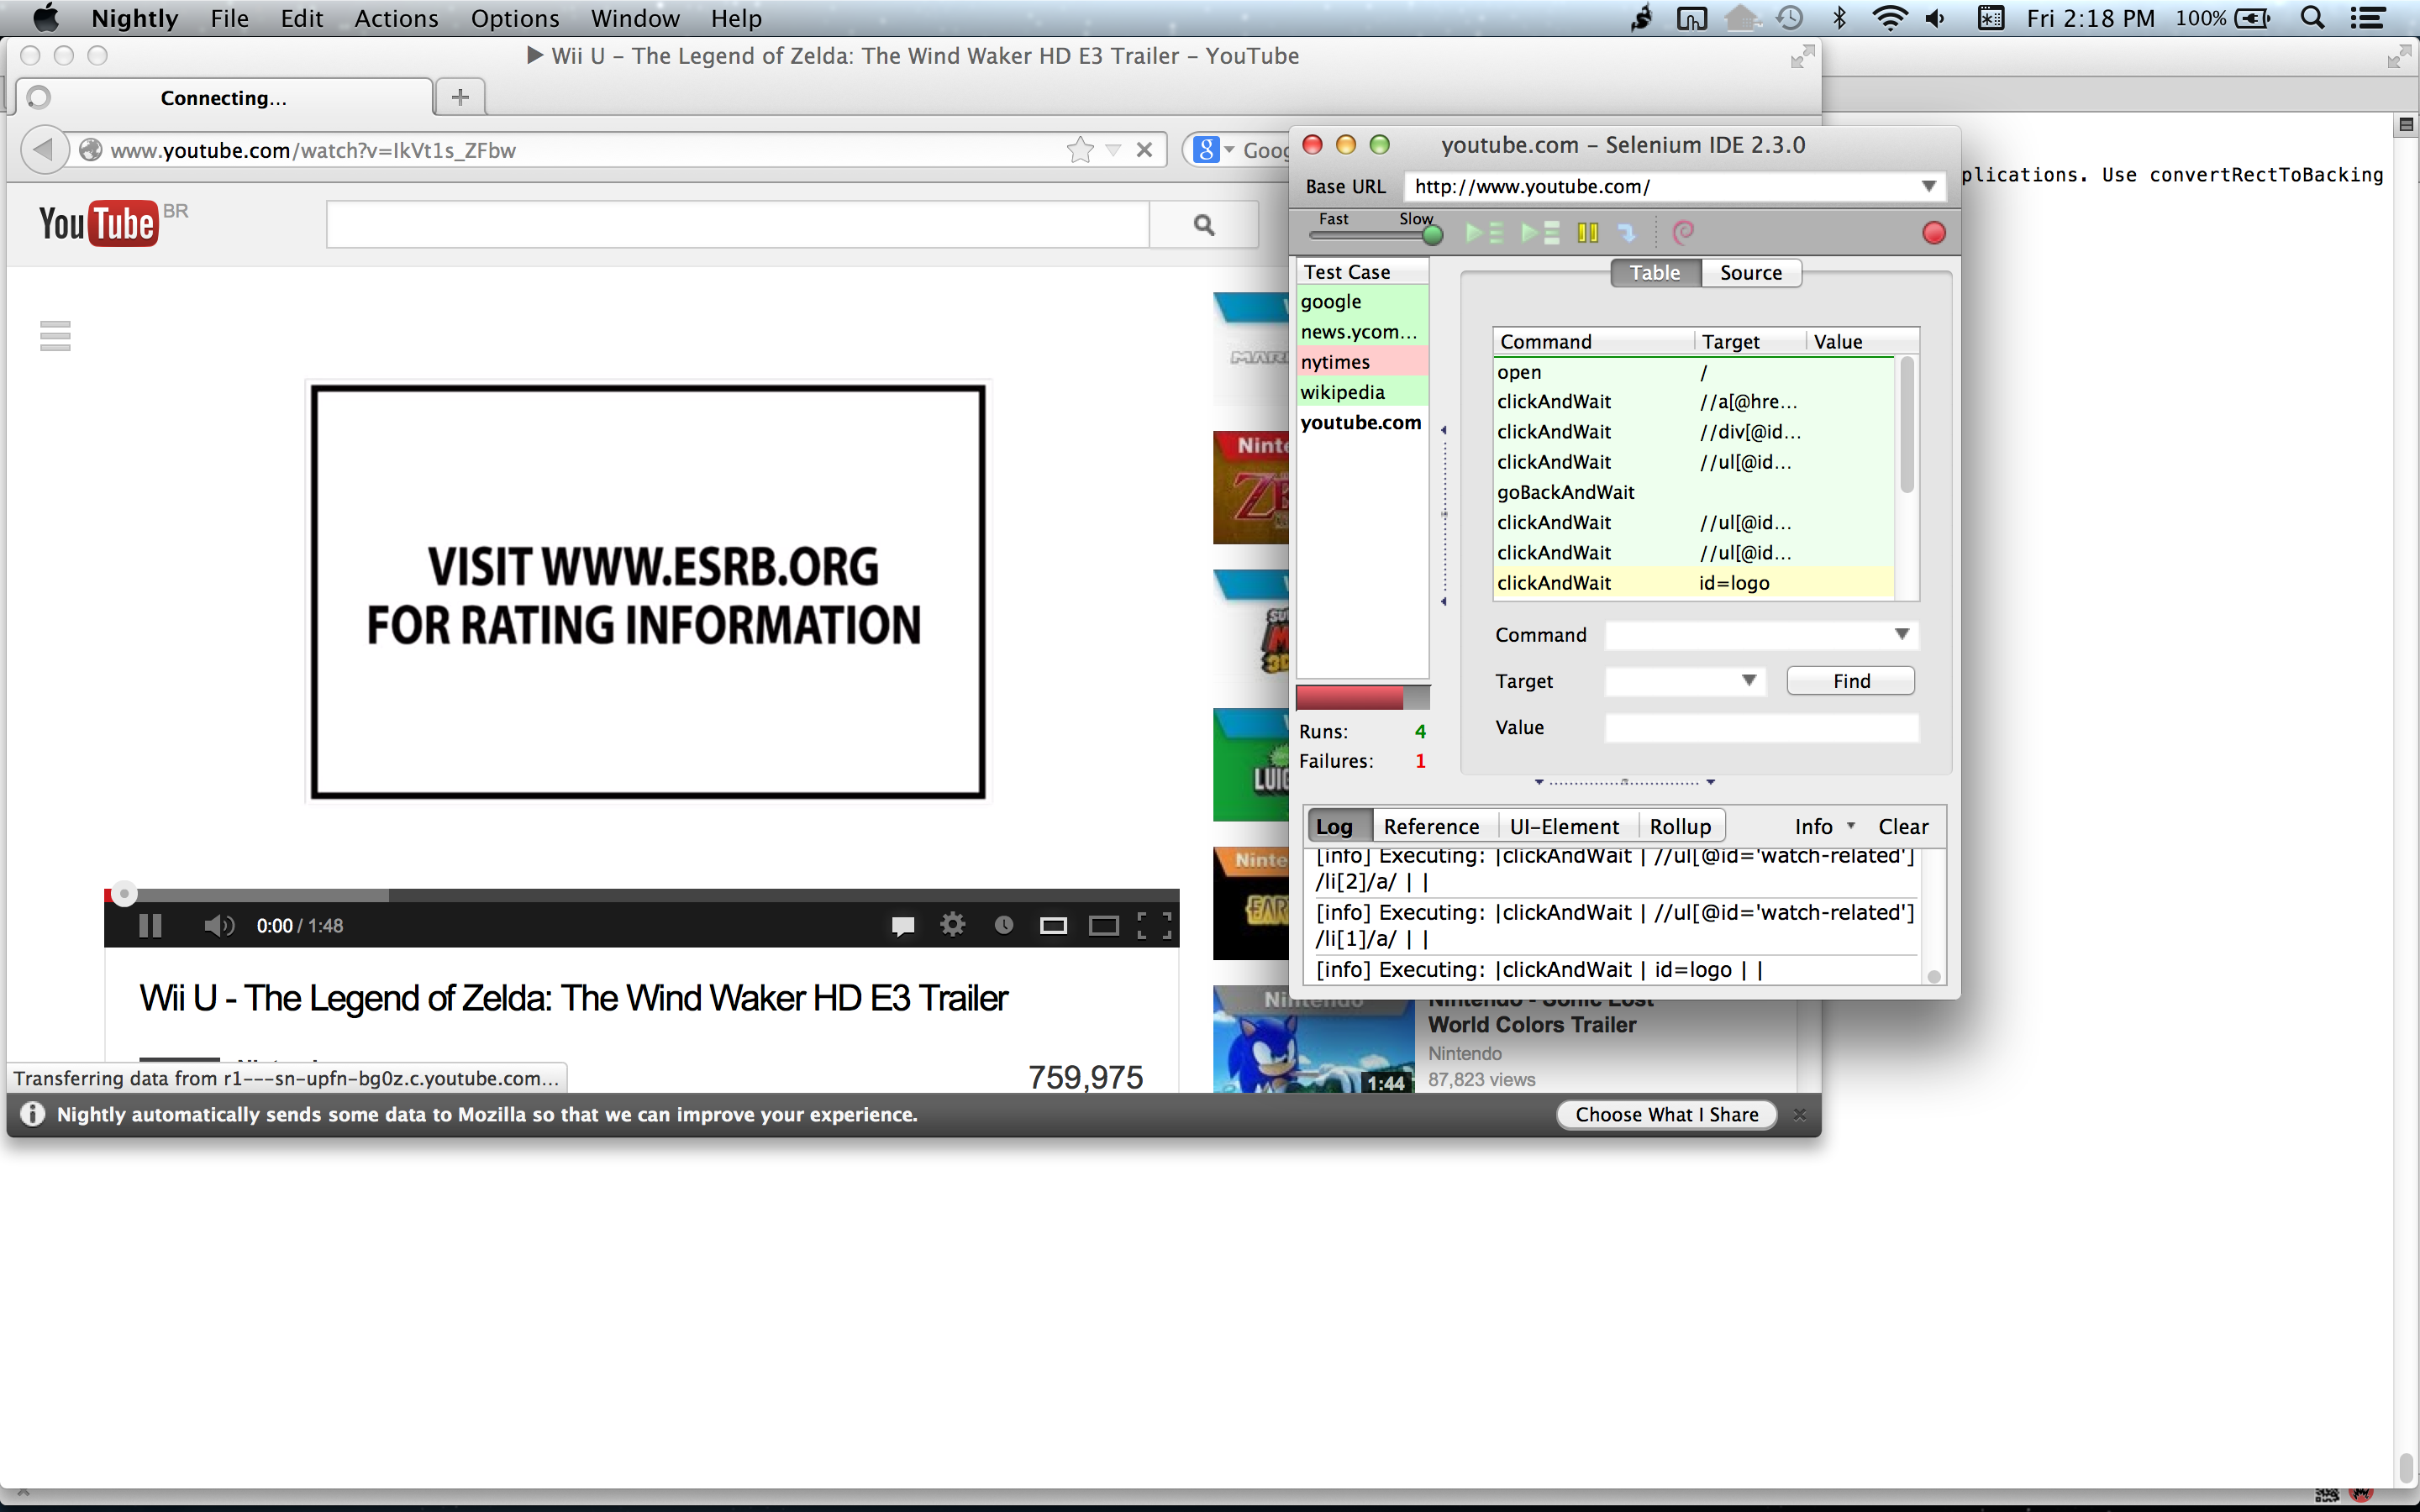 Nightly File Edit Actions Options Window Help
Fri 2:18 PM 100%
Wii U – The Legend of Zelda: The Wind Waker HD E3 Trailer – YouTube
Connecting...
www.youtube.com/watch?v=IkVt1s_ZFbw
Goog
YouTube BR
VISIT WWW.ESRB.ORG
FOR RATING INFORMATION
0:00 / 1:48
Wii U - The Legend of Zelda: The Wind Waker HD E3 Trailer
759,975
Transferring data from r1---sn-upfn-bg0z.c.youtube.com...
Nightly automatically sends some data to Mozilla so that we can improve your experience.
Choose What I Share
World Colors Trailer
Nintendo
87,823 views
1:44
youtube.com – Selenium IDE 2.3.0
Base URL http://www.youtube.com/
Fast Slow
Test Case
google
news.ycom...
nytimes
wikipedia
youtube.com
Runs: 4
Failures: 1
Table Source
Command Target Value
open /
clickAndWait //a[@hre...
clickAndWait //div[@id...
clickAndWait //ul[@id...
goBackAndWait
clickAndWait //ul[@id...
clickAndWait //ul[@id...
clickAndWait id=logo
Command
Target Find
Value
Log Reference UI-Element Rollup Info Clear
[info] Executing: |clickAndWait | //ul[@id='watch-related']
/li[2]/a/ | |
[info] Executing: |clickAndWait | //ul[@id='watch-related']
/li[1]/a/ | |
[info] Executing: |clickAndWait | id=logo | |
plications. Use convertRectToBacking